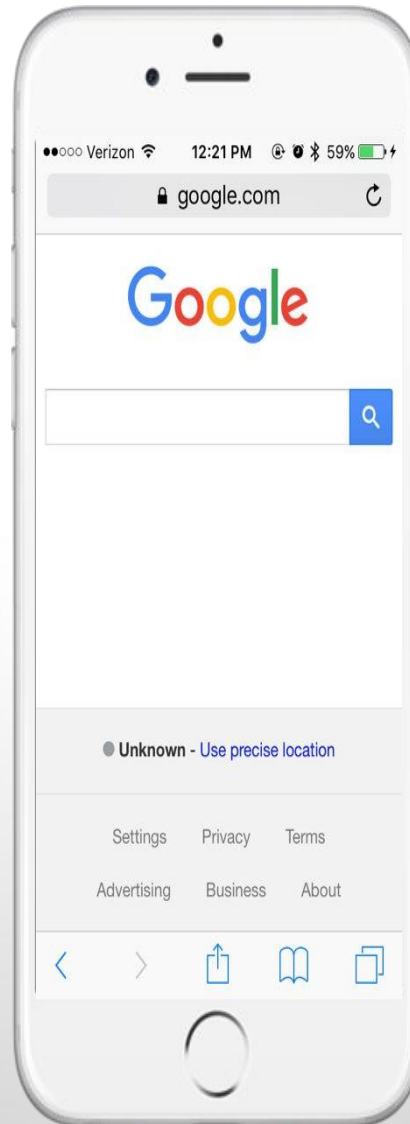 Verizon 12:21 PM 59%
google.com
Google
Unknown - Use precise location
Settings Privacy Terms
Advertising Business About